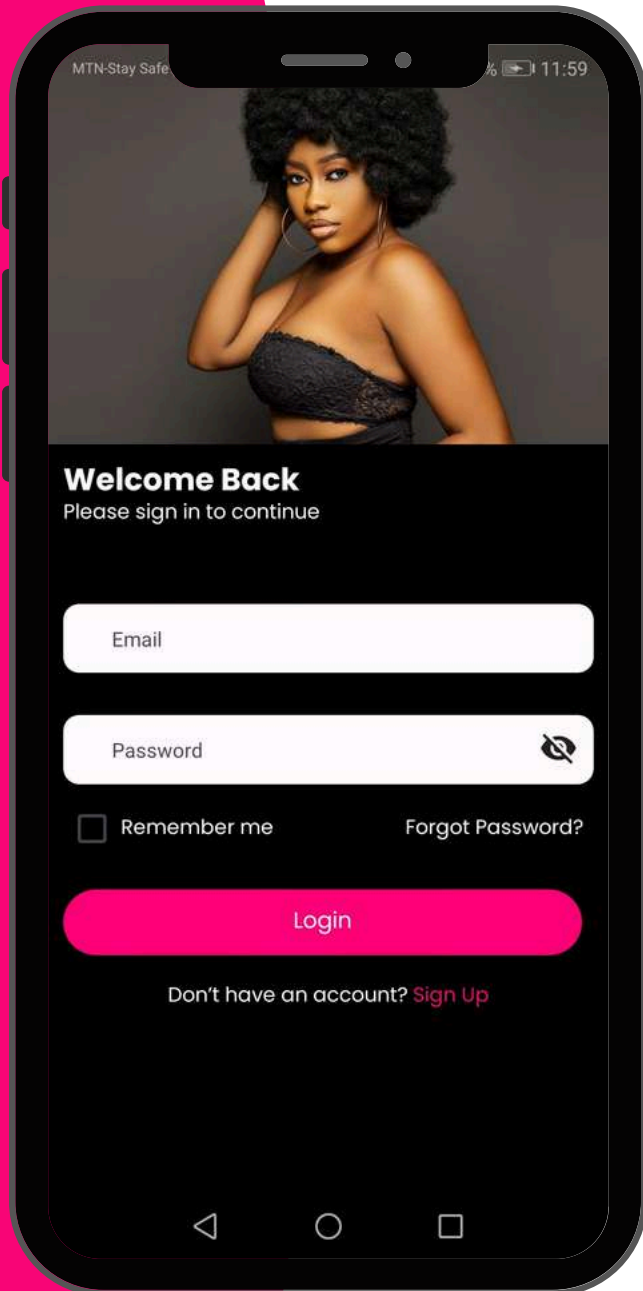 MTN-Stay Safe
% 11:59
Welcome Back
Please sign in to continue
Email
Password
Remember me
Forgot Password?
Login
Don’t have an account? Sign Up